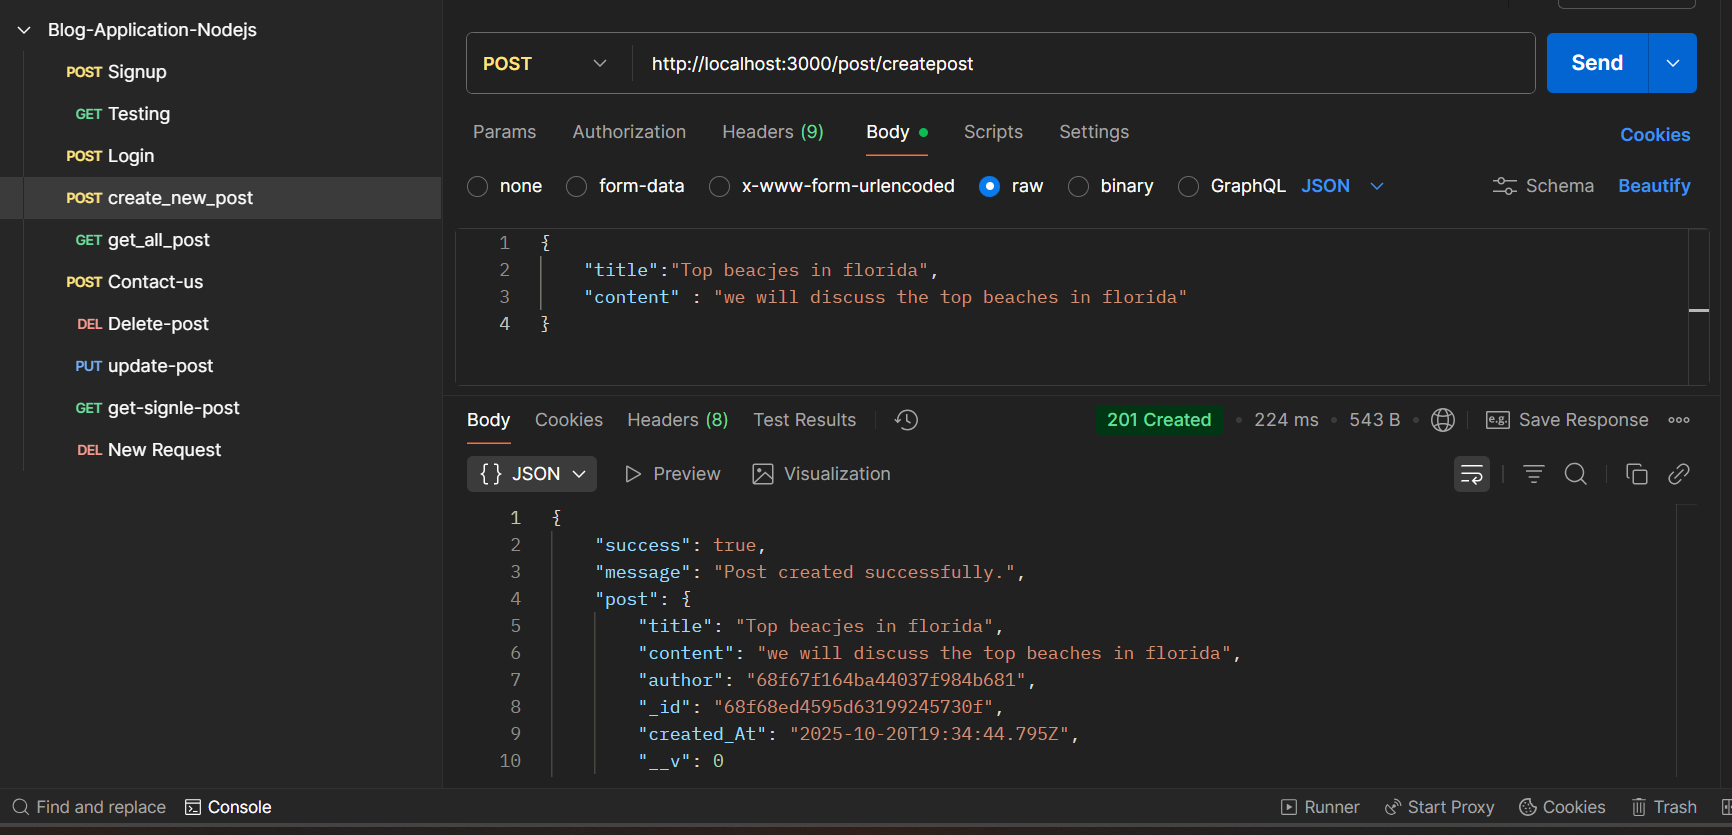 Blog-Application-Nodejs
POST Signup
GET Testing
POST Login
POST create_new_post
GET get_all_post
POST Contact-us
DEL Delete-post
PUT update-post
GET get-signle-post
DEL New Request
POST http://localhost:3000/post/createpost Send
Params Authorization Headers (9) Body Scripts Settings Cookies
none form-data x-www-form-urlencoded raw binary GraphQL JSON Schema Beautify
1 {
2 "title":"Top beacjes in florida",
3 "content" : "we will discuss the top beaches in florida"
4 }
Body Cookies Headers (8) Test Results 201 Created 224 ms 543 B e.g. Save Response
{} JSON Preview Visualization
1 {
2 "success": true,
3 "message": "Post created successfully.",
4 "post": {
5 "title": "Top beacjes in florida",
6 "content": "we will discuss the top beaches in florida",
7 "author": "68f67f164ba44037f984b681",
8 "_id": "68f68ed4595d63199245730f",
9 "created_At": "2025-10-20T19:34:44.795Z",
10 "__v": 0
Find and replace Console Runner Start Proxy Cookies Trash